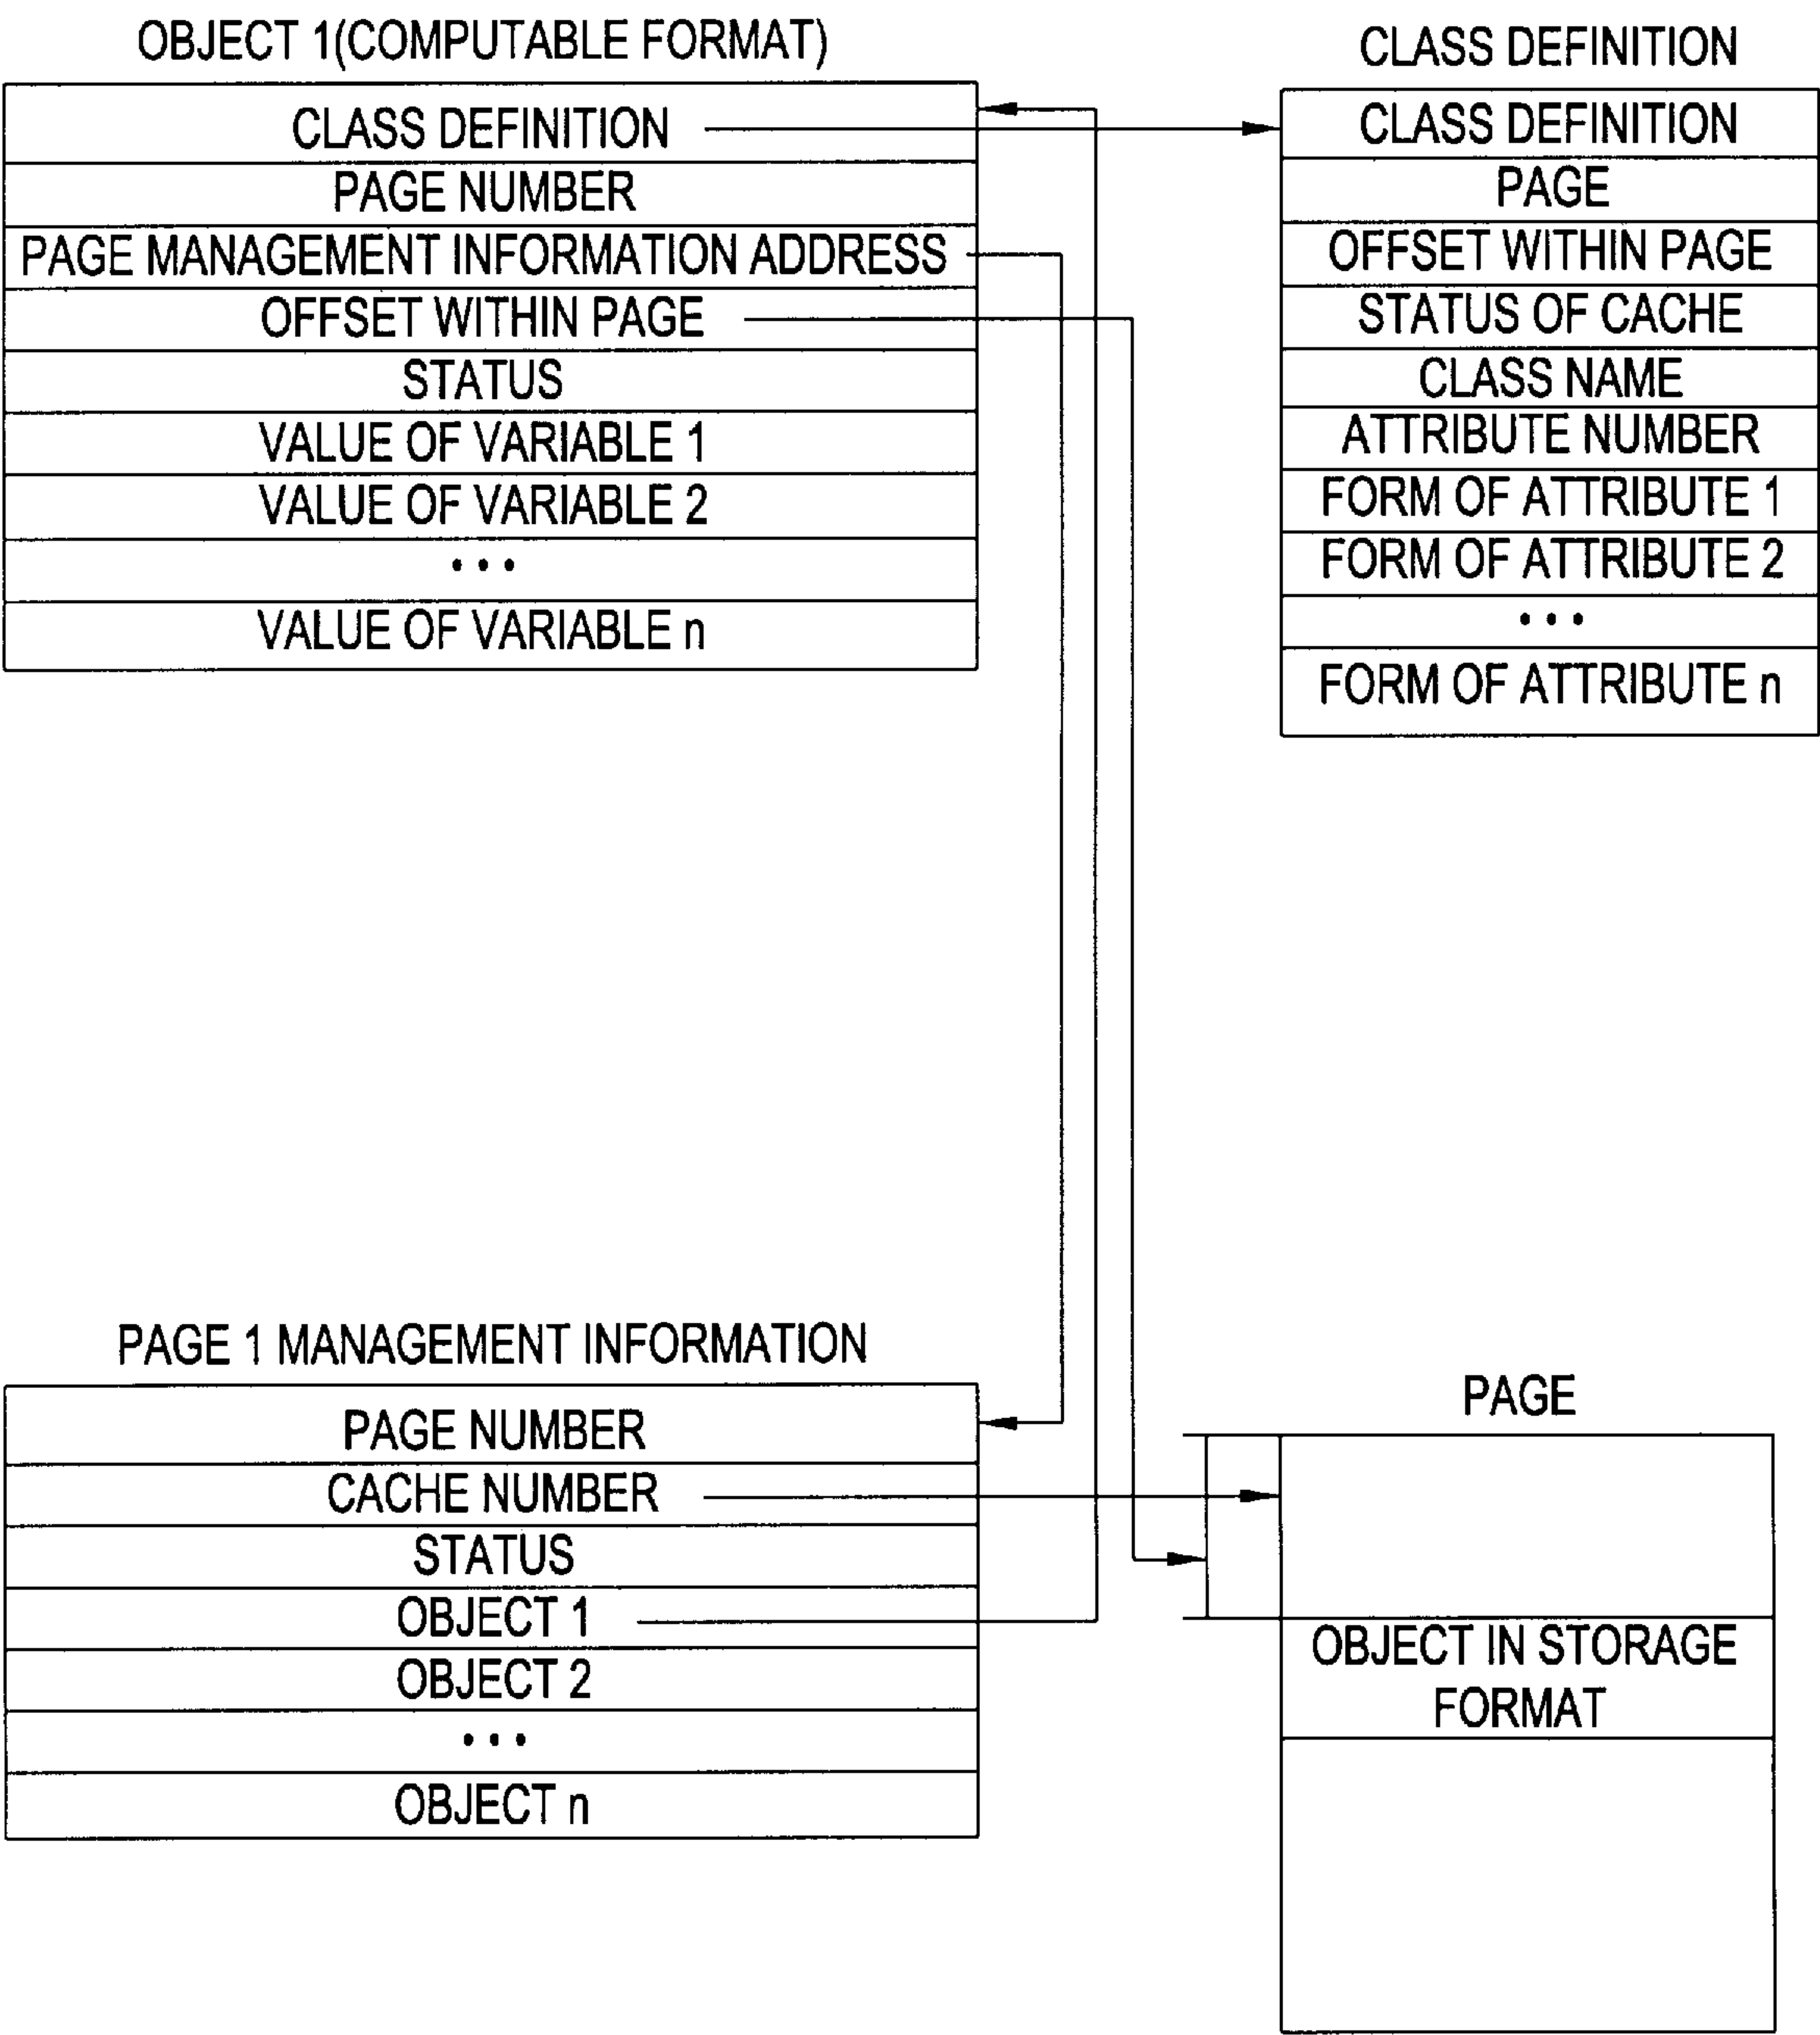 OBJECT 1(COMPUTABLE FORMAT)
CLASS DEFINITION
PAGE NUMBER
PAGE MANAGEMENT INFORMATION ADDRESS
OFFSET WITHIN PAGE
STATUS
VALUE OF VARIABLE 1
VALUE OF VARIABLE 2
• • •
VALUE OF VARIABLE n
CLASS DEFINITION
CLASS DEFINITION
PAGE
OFFSET WITHIN PAGE
STATUS OF CACHE
CLASS NAME
ATTRIBUTE NUMBER
FORM OF ATTRIBUTE 1
FORM OF ATTRIBUTE 2
• • •
FORM OF ATTRIBUTE n
PAGE 1 MANAGEMENT INFORMATION
PAGE NUMBER
CACHE NUMBER
STATUS
OBJECT 1
OBJECT 2
• • •
OBJECT n
PAGE
OBJECT IN STORAGE
FORMAT